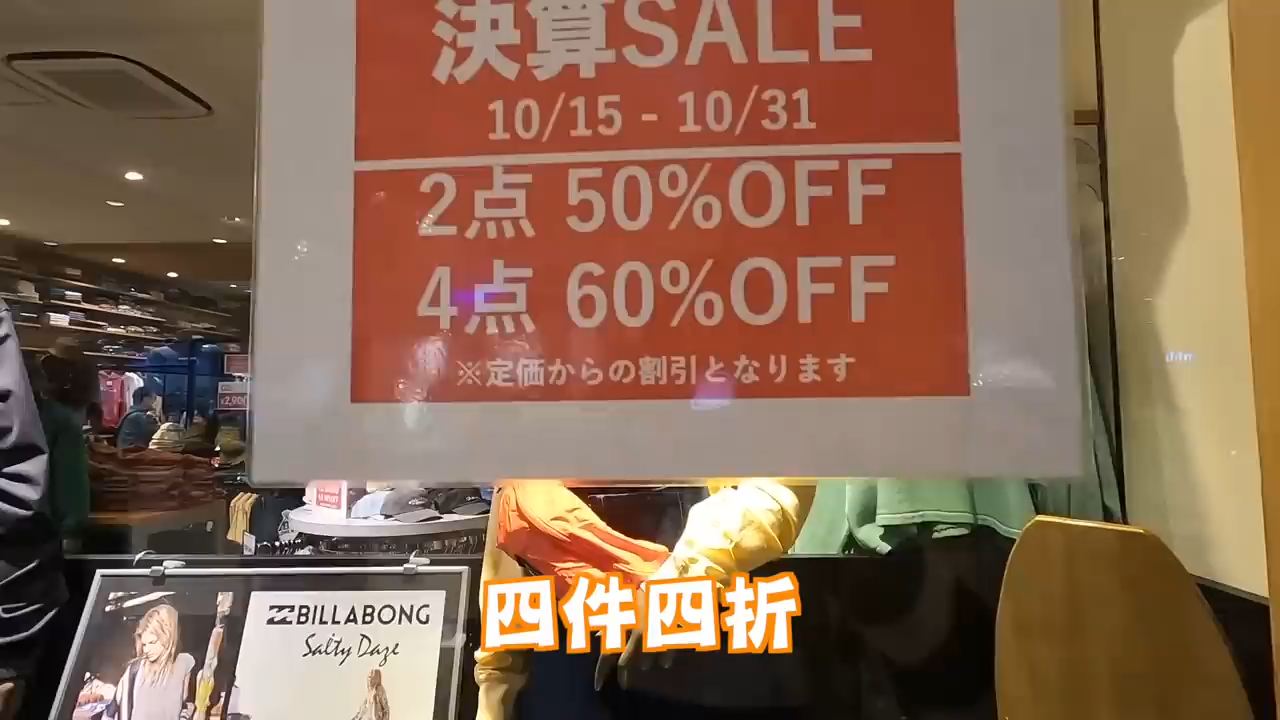 決算SALE
10/15 - 10/31
2点 50%OFF
4点 60%OFF
※定価からの割引となります
BILLABONG
Salty Daze
四件四折